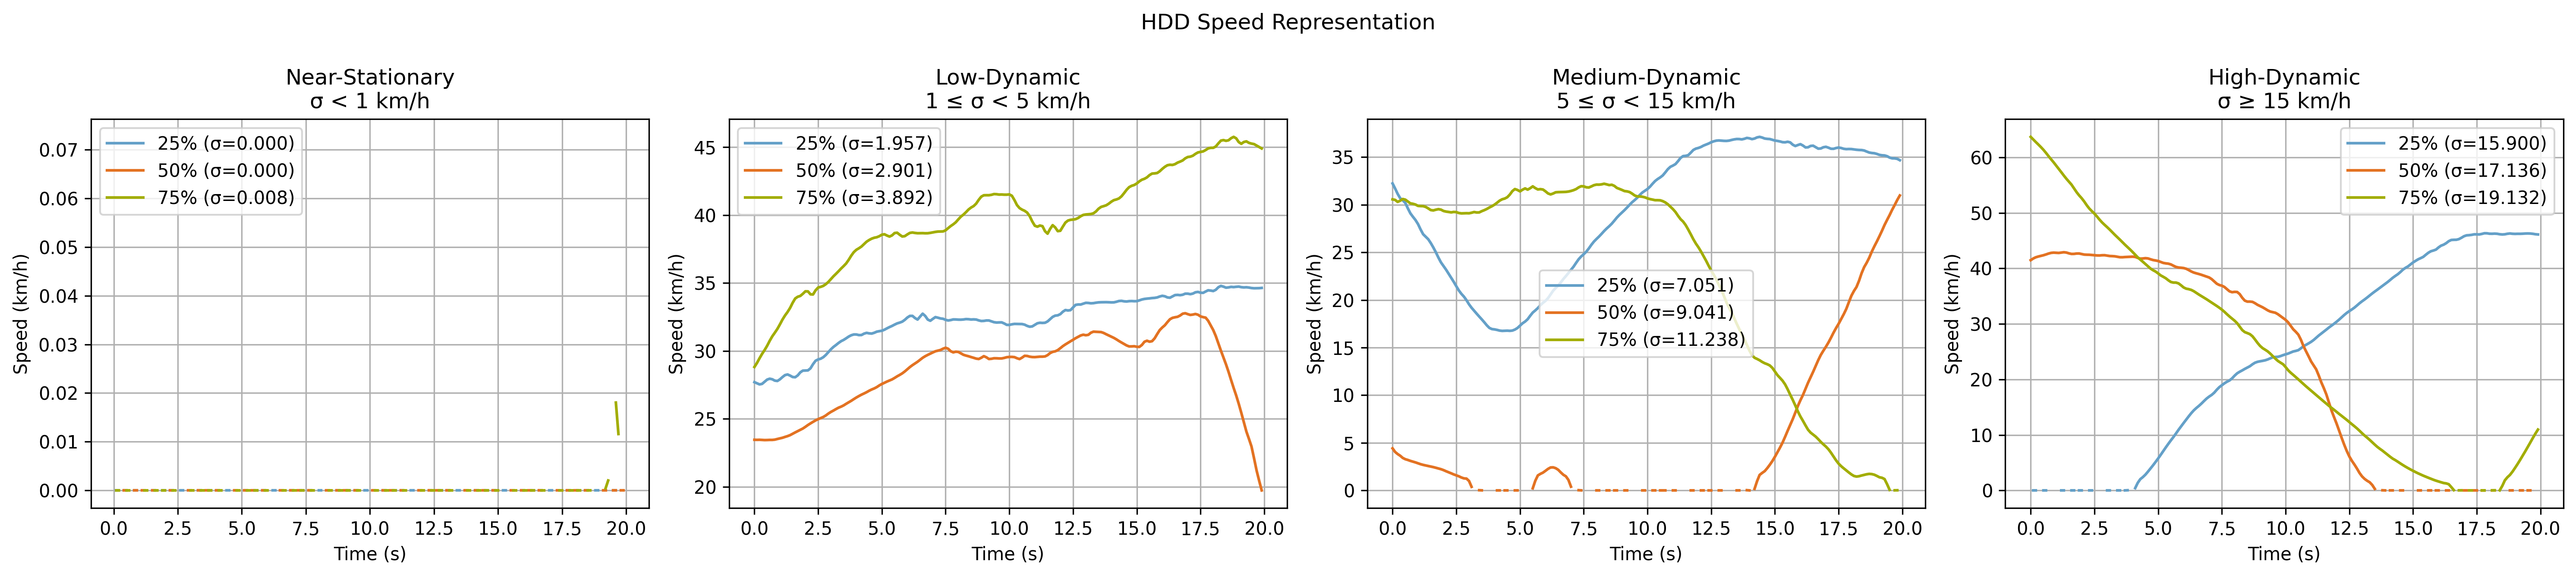 HDD Speed Representation
Near-Stationary
σ < 1 km/h
25% (σ=0.000)
50% (σ=0.000)
75% (σ=0.008)
Speed (km/h)
0.07
0.06
0.05
0.04
0.03
0.02
0.01
0.00
0.0 2.5 5.0 7.5 10.0 12.5 15.0 17.5 20.0
Time (s)
Low-Dynamic
1 ≤ σ < 5 km/h
25% (σ=1.957)
50% (σ=2.901)
75% (σ=3.892)
Speed (km/h)
45
40
35
30
25
20
0.0 2.5 5.0 7.5 10.0 12.5 15.0 17.5 20.0
Time (s)
Medium-Dynamic
5 ≤ σ < 15 km/h
25% (σ=7.051)
50% (σ=9.041)
75% (σ=11.238)
Speed (km/h)
35
30
25
20
15
10
5
0
0.0 2.5 5.0 7.5 10.0 12.5 15.0 17.5 20.0
Time (s)
High-Dynamic
σ ≥ 15 km/h
25% (σ=15.900)
50% (σ=17.136)
75% (σ=19.132)
Speed (km/h)
60
50
40
30
20
10
0
0.0 2.5 5.0 7.5 10.0 12.5 15.0 17.5 20.0
Time (s)